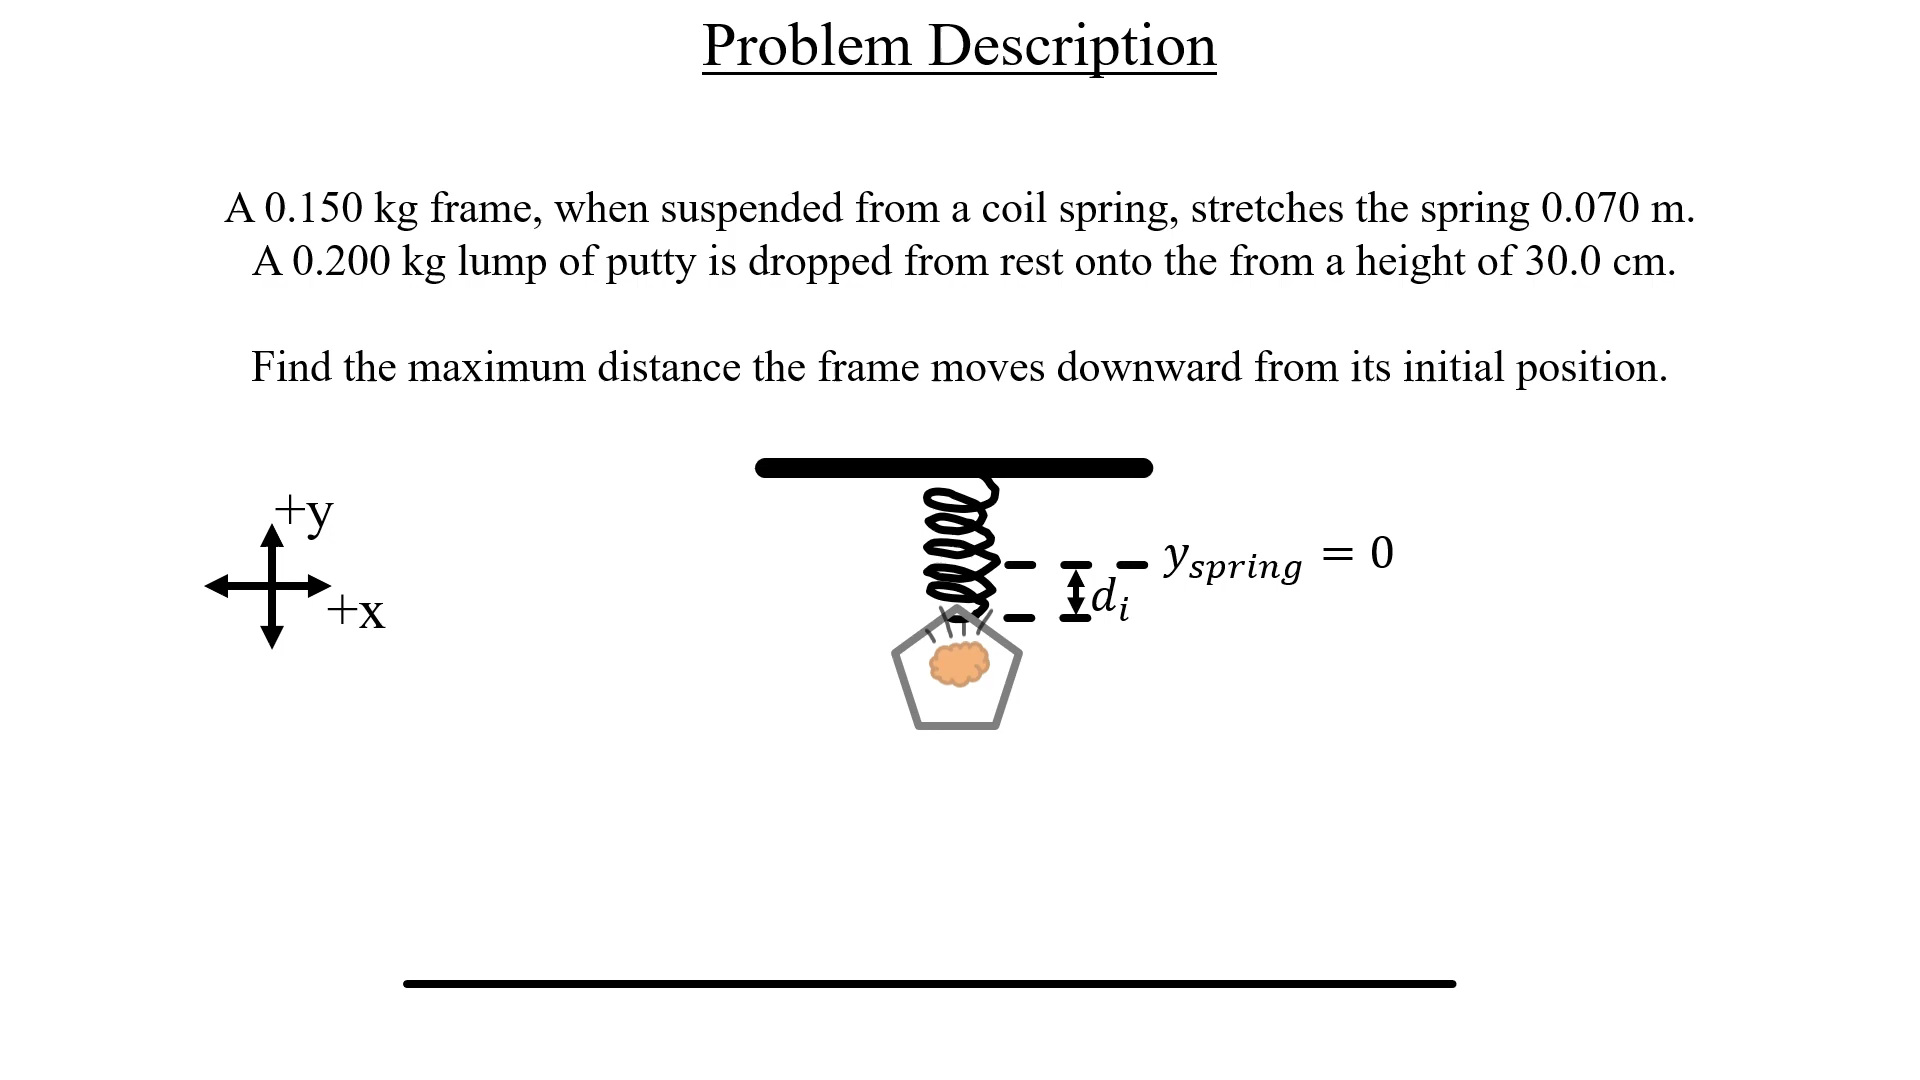 Problem Description
A 0.150 kg frame, when suspended from a coil spring, stretches the spring 0.070 m.
A 0.200 kg lump of putty is dropped from rest onto the from a height of 30.0 cm.
Find the maximum distance the frame moves downward from its initial position.
+y
+x
y_{spring} = 0
d_i